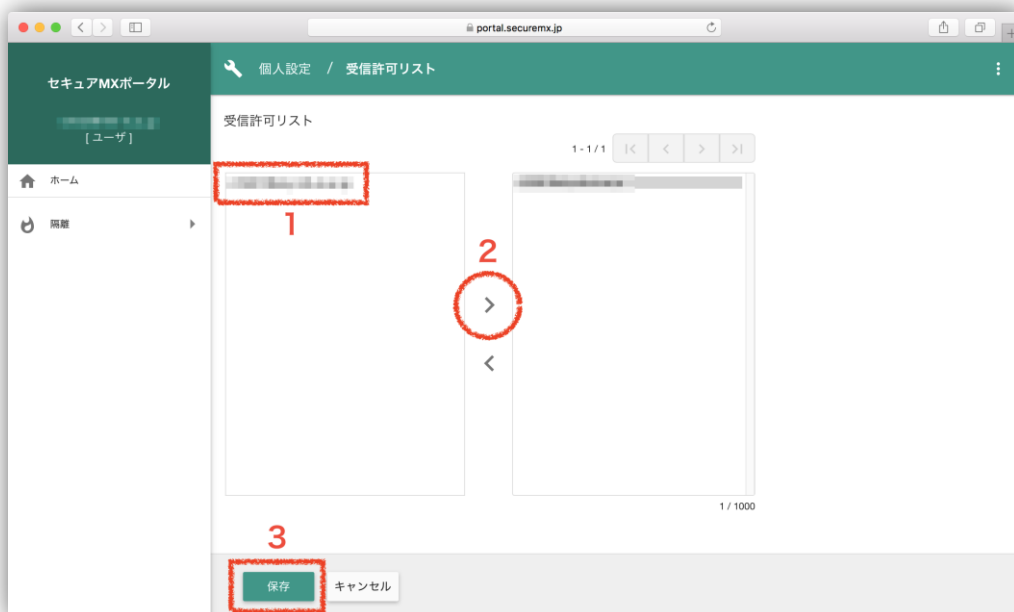 portal.securemx.jp
セキュアMXポータル
[ユーザ]
ホーム
隔離
個人設定 / 受信許可リスト
受信許可リスト
1 - 1 / 1
1
2
1 / 1000
3
保存
キャンセル